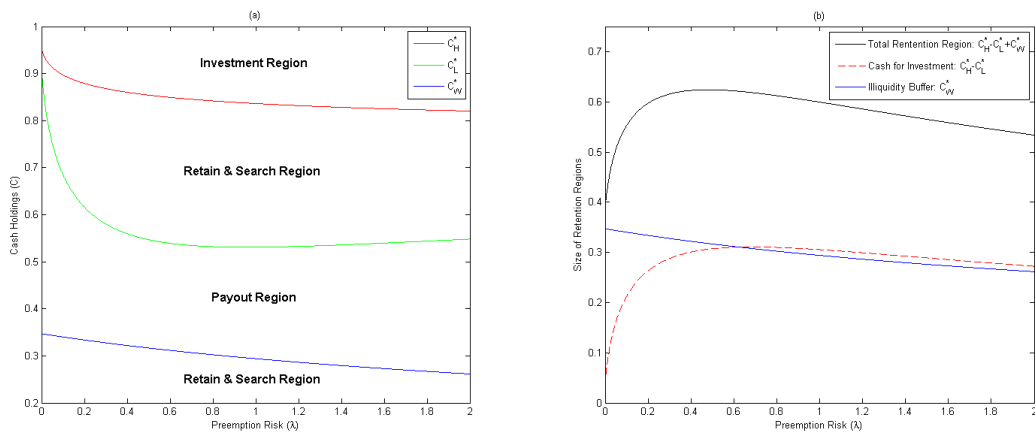 (a)
1
0.9
0.8
0.7
0.6
0.5
0.4
0.3
0.2
Cash Holdings (C)
C*H
C*L
C*W
Investment Region
Retain & Search Region
Payout Region
Retain & Search Region
0 0.2 0.4 0.6 0.8 1 1.2 1.4 1.6 1.8 2
Preemption Risk (λ)
(b)
0.7
0.6
0.5
0.4
0.3
0.2
0.1
0
Size of Retention Regions
Total Rentention Region: C*H-C*L+C*W
Cash for Investment: C*H-C*L
Illiquidity Buffer: C*W
0 0.2 0.4 0.6 0.8 1 1.2 1.4 1.6 1.8 2
Preemption Risk (λ)